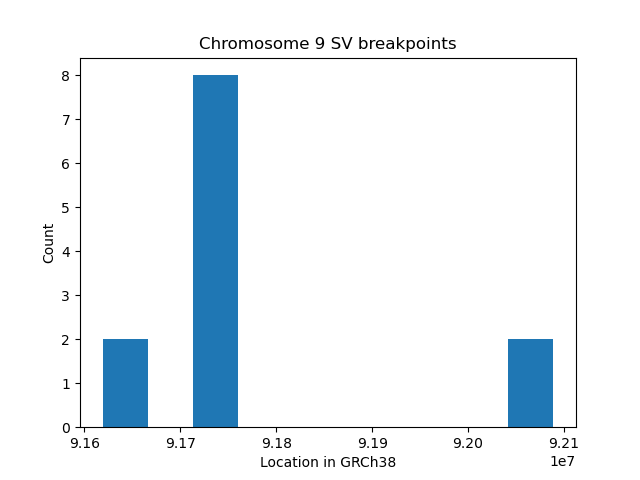 Chromosome 9 SV breakpoints
8
7
6
5
4
3
2
1
0
Count
9.16 9.17 9.18 9.19 9.20 9.21
1e7
Location in GRCh38